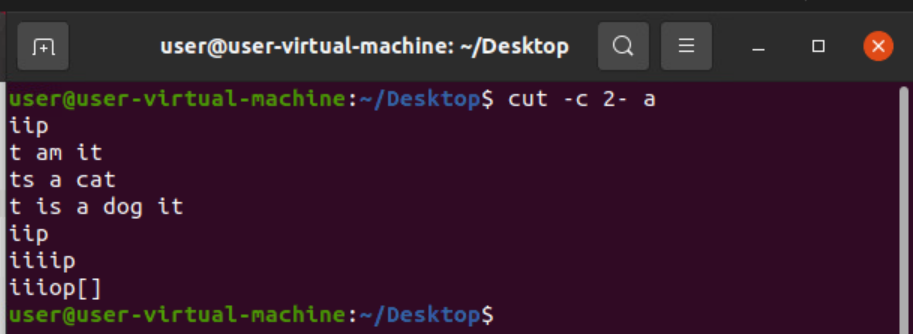 user@user-virtual-machine: ~/Desktop
user@user-virtual-machine:~/Desktop$ cut -c 2- a
iip
t am it
ts a cat
t is a dog it
iip
iiiip
iiiop[]
user@user-virtual-machine:~/Desktop$